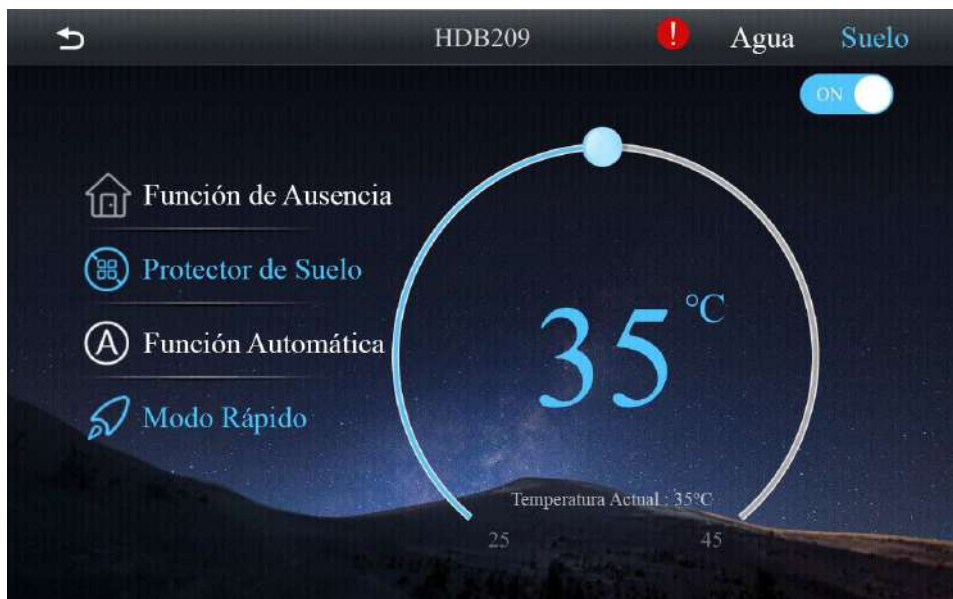 HDB209
!
Agua
Suelo
ON
Función de Ausencia
Protector de Suelo
A Función Automática
Modo Rápido
35 °C
Temperatura Actual : 35°C
25
45